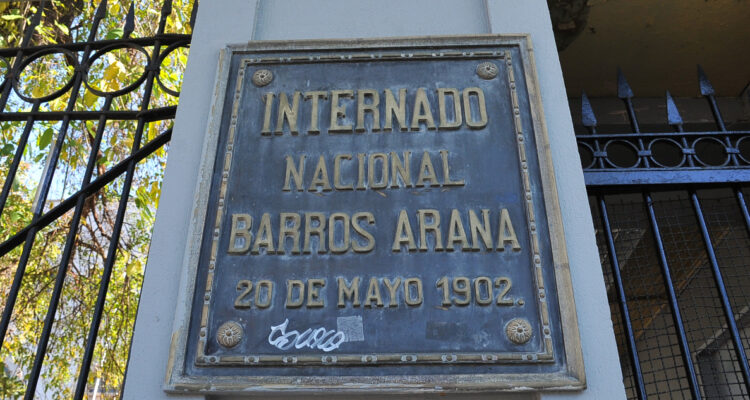 INTERNADO
NACIONAL
BARROS ARANA
20 DE MAYO 1902.